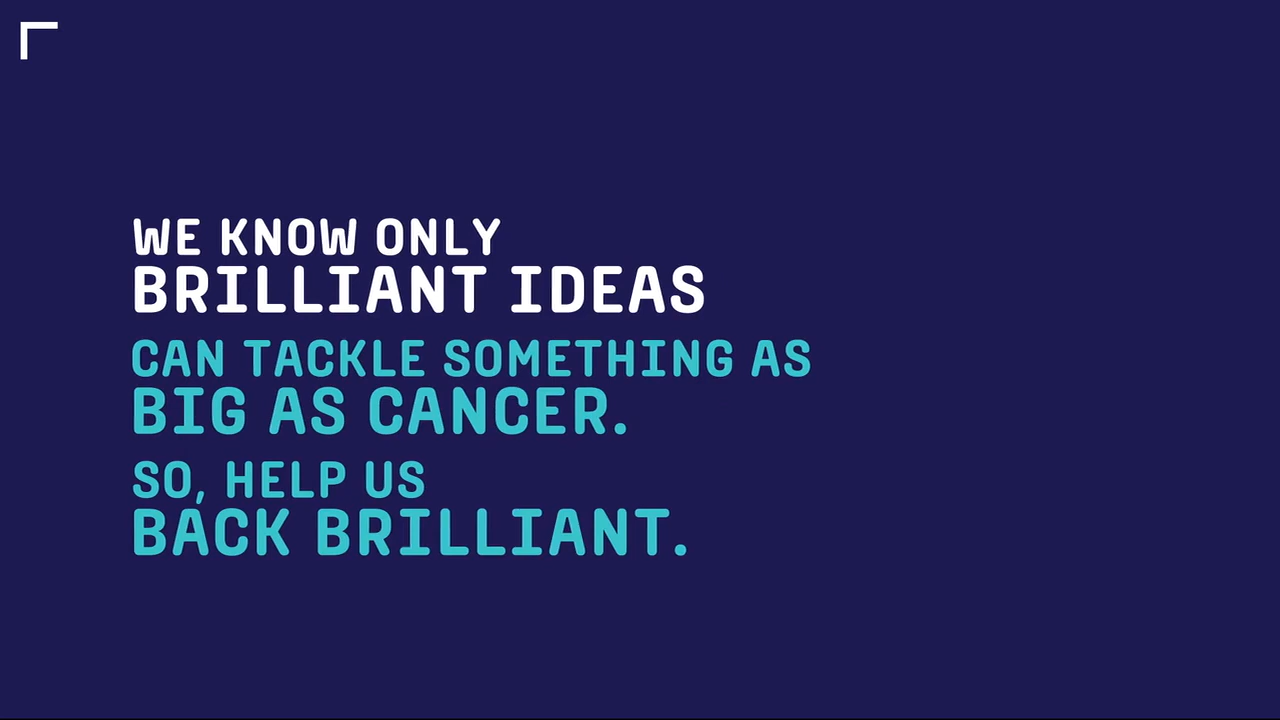 WE KNOW ONLY
BRILLIANT IDEAS
CAN TACKLE SOMETHING AS
BIG AS CANCER.
SO, HELP US
BACK BRILLIANT.